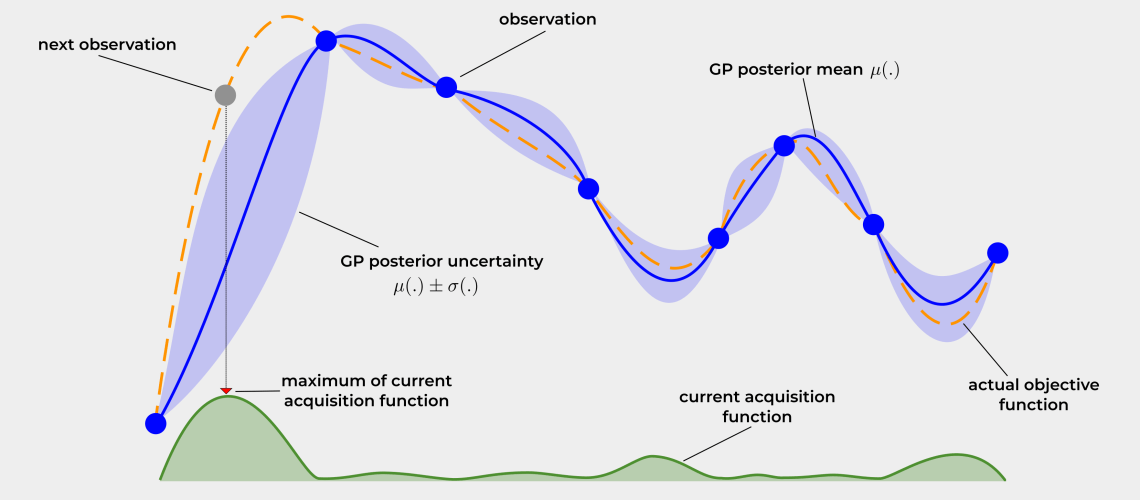 observation
next observation
GP posterior mean μ(.)
GP posterior uncertainty
μ(.) ± σ(.)
maximum of current
acquisition function
current acquisition
function
actual objective
function